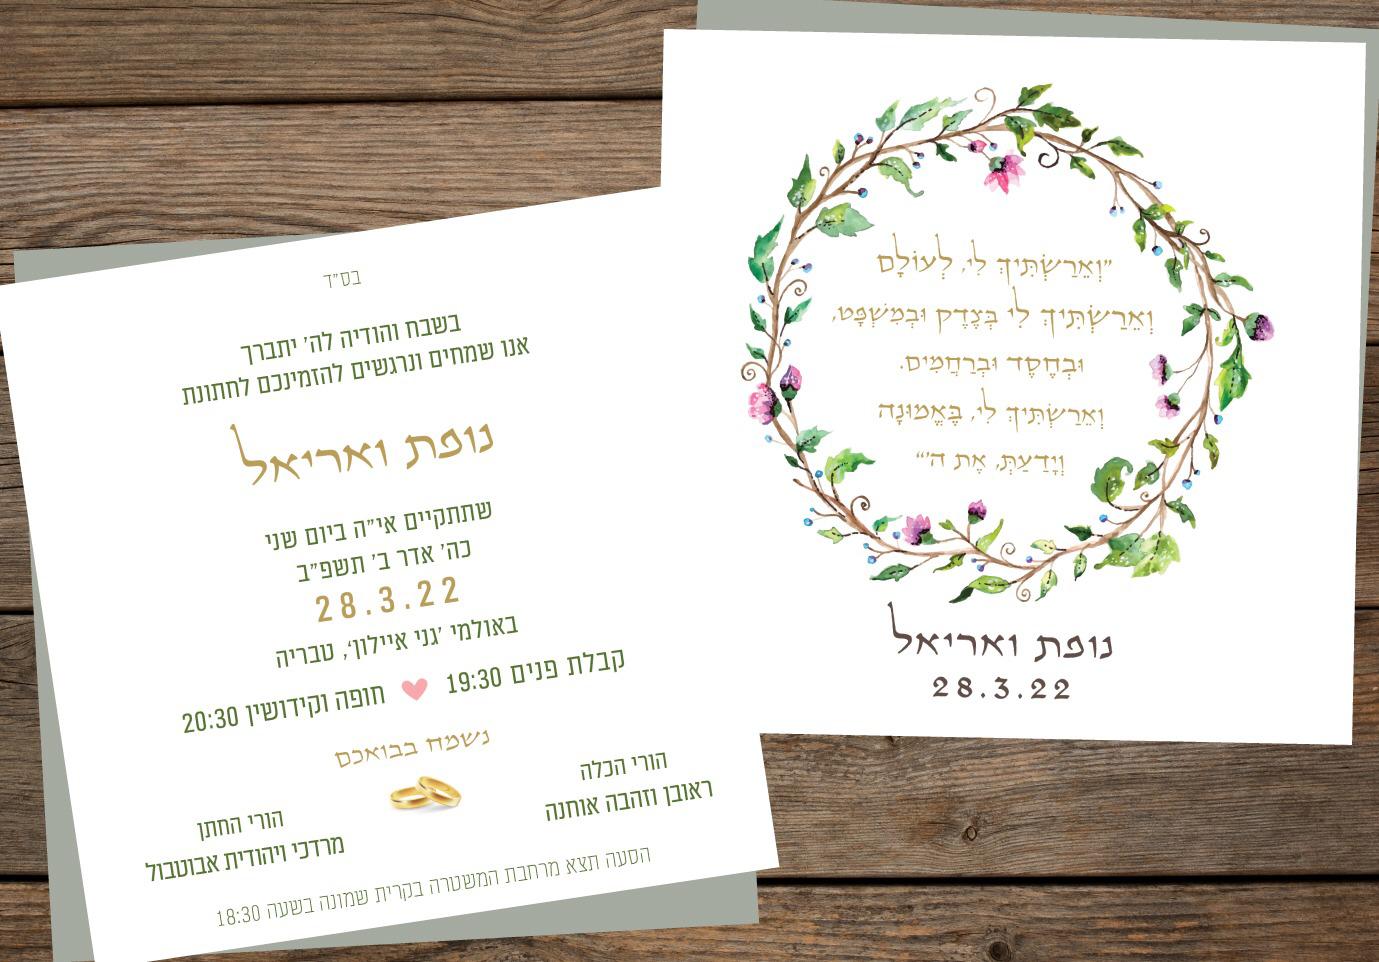 בס"ד
בשבח והודיה לה' יתברך
אנו שמחים ונרגשים להזמינכם לחתונת
נופת ואריאל
שתתקיים אי"ה ביום שני
כה' אדר ב' תשפ"ב
28.3.22
באולמי 'גני איילון', טבריה
קבלת פנים 19:30 חופה וקידושין 20:30
נשמח בבואכם
הורי הכלה
ראובן וזהבה אוחנה
הורי החתן
מרדכי ויהודית אבוטבול
הסעה תצא מרחבת המשטרה בקרית שמונה בשעה 18:30
"וְאֵרַשְׂתִּיךְ לִי, לְעוֹלָם
וְאֵרַשְׂתִּיךְ לִי בְּצֶדֶק וּבְמִשְׁפָּט,
וּבְחֶסֶד וּבְרַחֲמִים.
וְאֵרַשְׂתִּיךְ לִי, בֶּאֱמוּנָה
וְיָדַעַתְּ, אֶת ה'"
נופת ואריאל
28.3.22